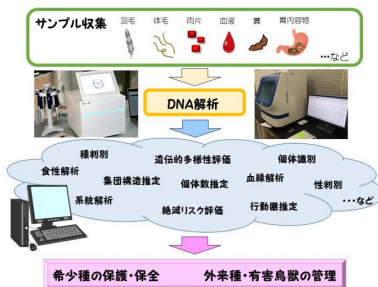 サンプル収集
羽毛 体毛 肉片 血液 糞 胃内容物
…など
DNA解析
種判別 遺伝的多様性評価 個体識別
食性解析 集団構造推定 個体数推定 血縁解析 性判別
系統解析 絶滅リスク評価 行動圏推定 …など
希少種の保護・保全 外来種・有害鳥獣の管理